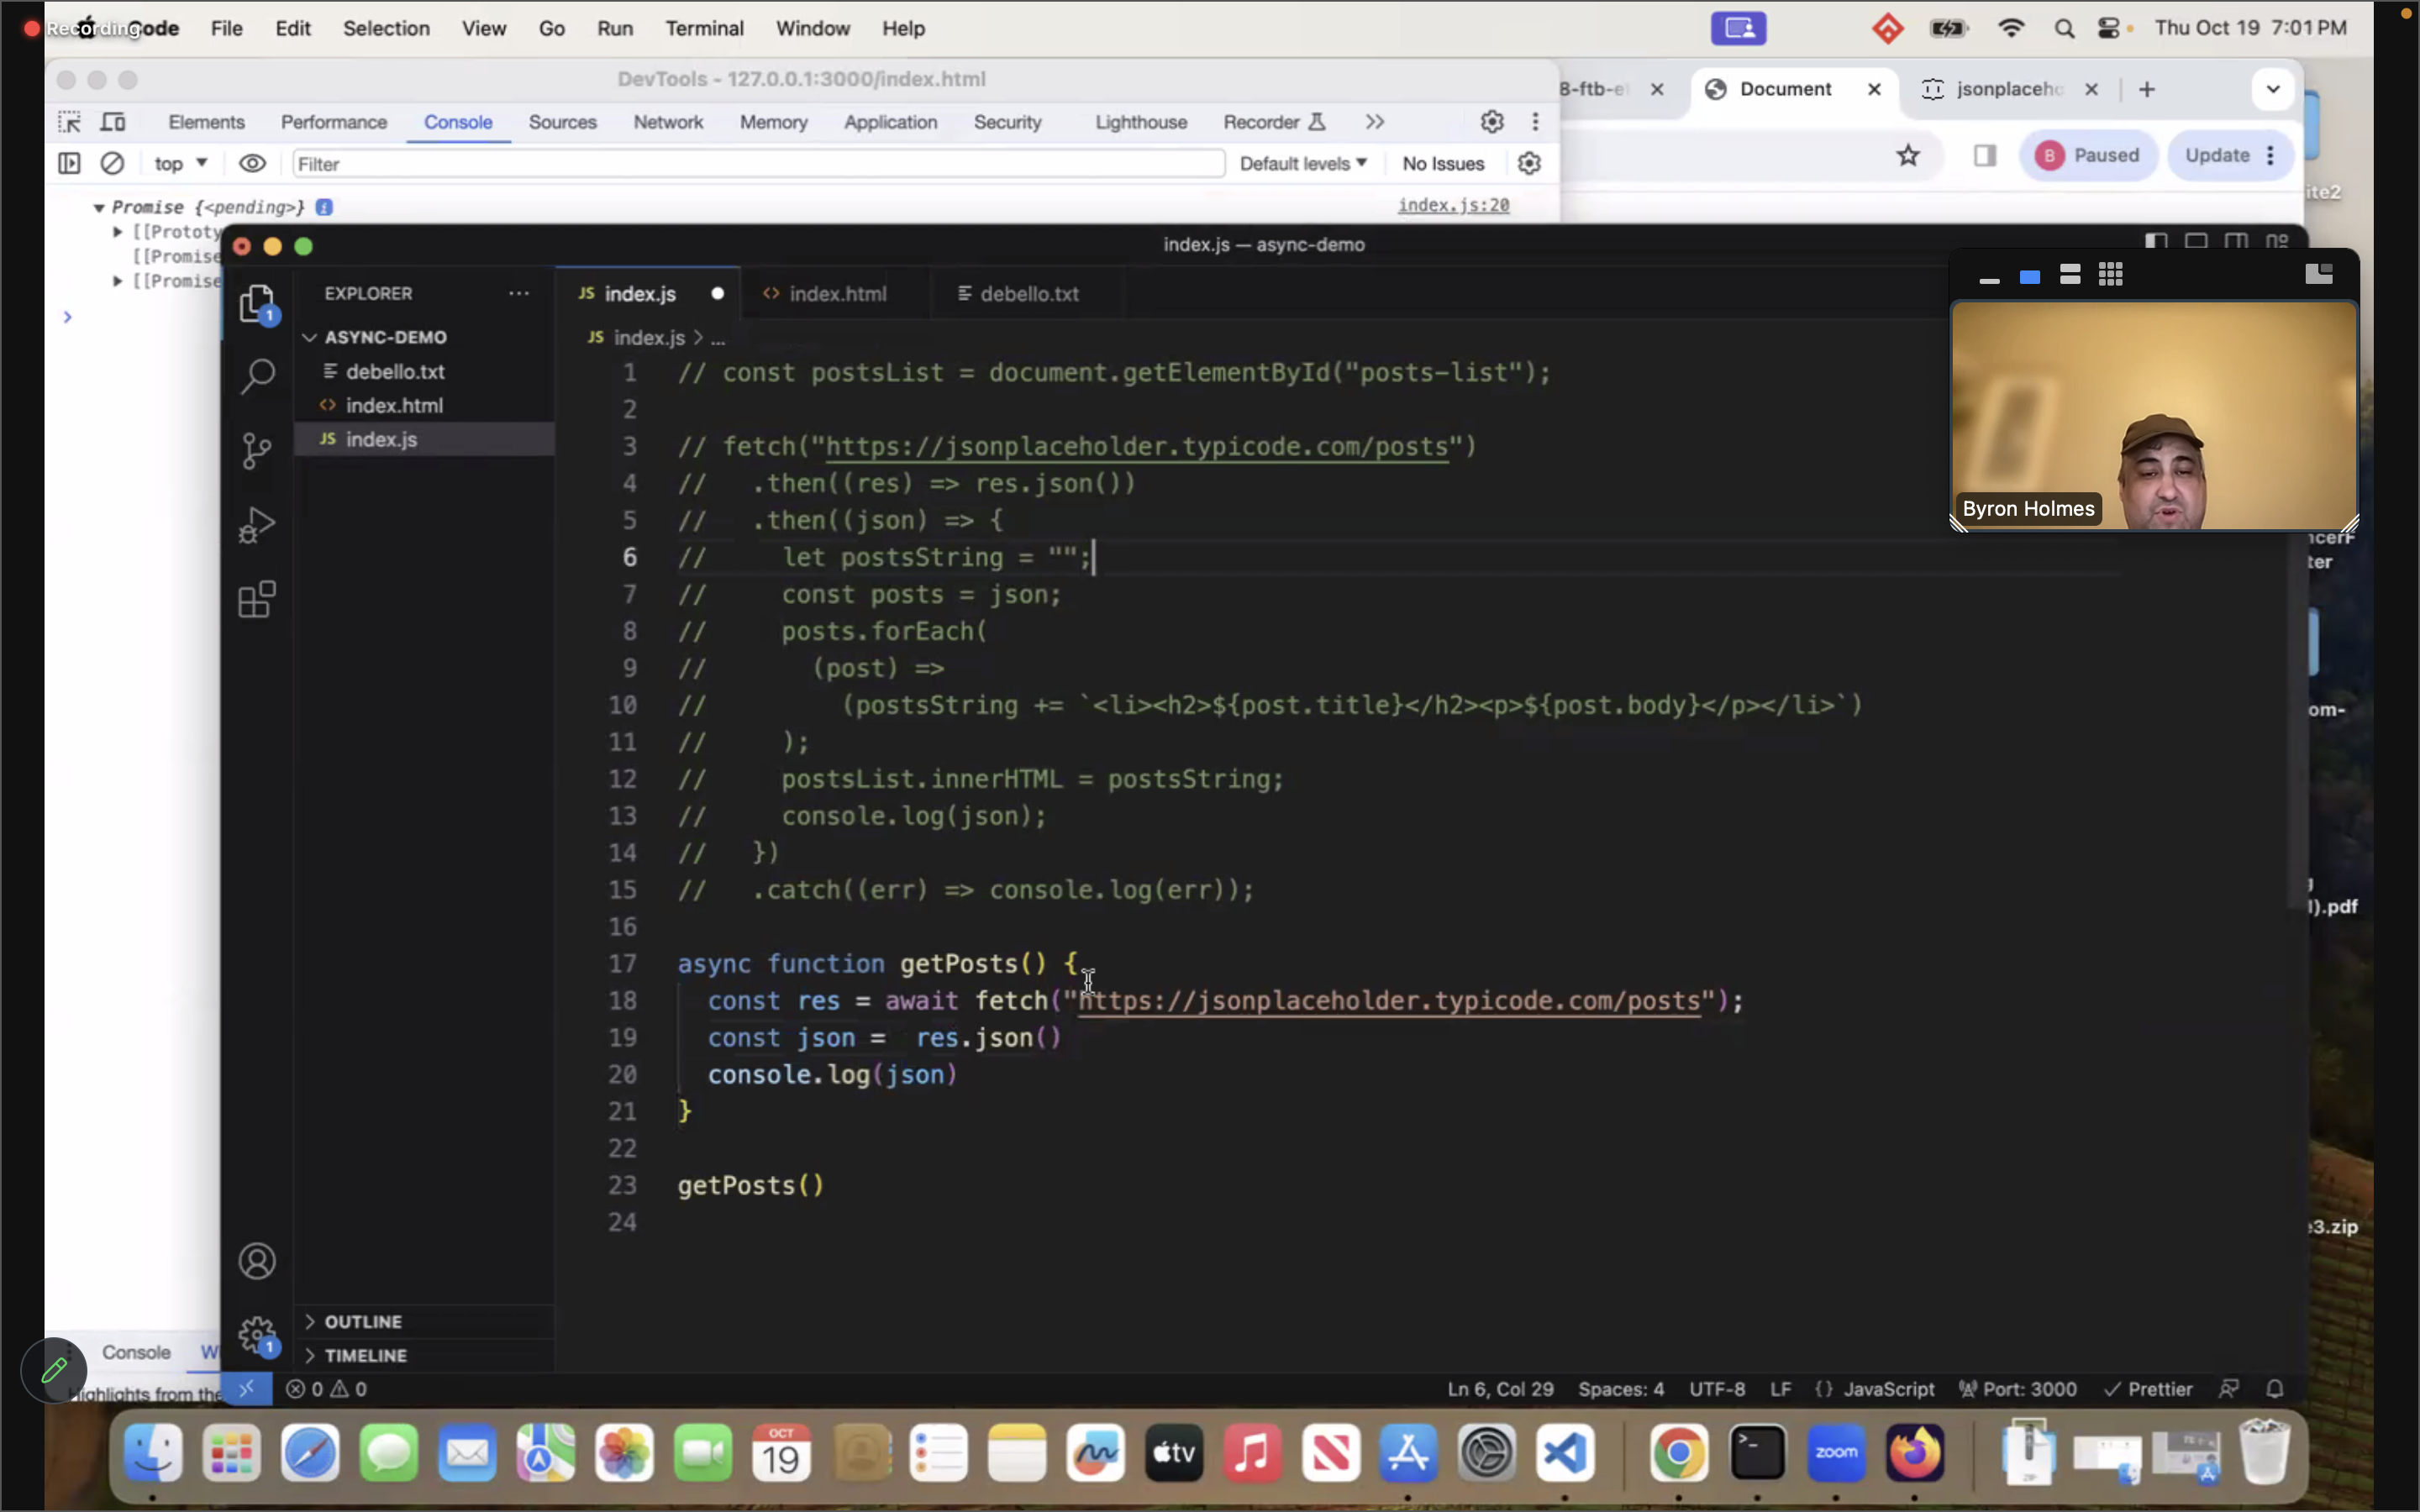 Recording
Code File Edit Selection View Go Run Terminal Window Help
Thu Oct 19 7:01 PM
DevTools - 127.0.0.1:3000/index.html
8-ftb-e
Document
jsonplaceho
Elements Performance Console Sources Network Memory Application Security Lighthouse Recorder
top
Filter
Default levels
No Issues
B Paused
Update
Promise {<pending>}
index.js:20
ite2
[[Prototy
[[Promise
[[Promise
index.js — async-demo
EXPLORER
JS index.js
<> index.html
debello.txt
1
ASYNC-DEMO
JS index.js > ...
debello.txt
<> index.html
JS index.js
1 // const postsList = document.getElementById("posts-list");
2
3 // fetch("https://jsonplaceholder.typicode.com/posts")
4 //   .then((res) => res.json())
5 //   .then((json) => {
6 //     let postsString = "";
7 //     const posts = json;
8 //     posts.forEach(
9 //       (post) =>
10 //         (postsString += `<li><h2>${post.title}</h2><p>${post.body}</p></li>`)
11 //     );
12 //     postsList.innerHTML = postsString;
13 //     console.log(json);
14 //   })
15 //   .catch((err) => console.log(err));
16
17 async function getPosts() {
18   const res = await fetch("https://jsonplaceholder.typicode.com/posts");
19   const json =  res.json()
20   console.log(json)
21 }
22
23 getPosts()
24
Byron Holmes
ter
om-
).pdf
e3.zip
OUTLINE
TIMELINE
1
Console
Highlights from the
0 0
Ln 6, Col 29 Spaces: 4 UTF-8 LF {} JavaScript Port: 3000 Prettier
OCT
19
tv
zoom
ZIP